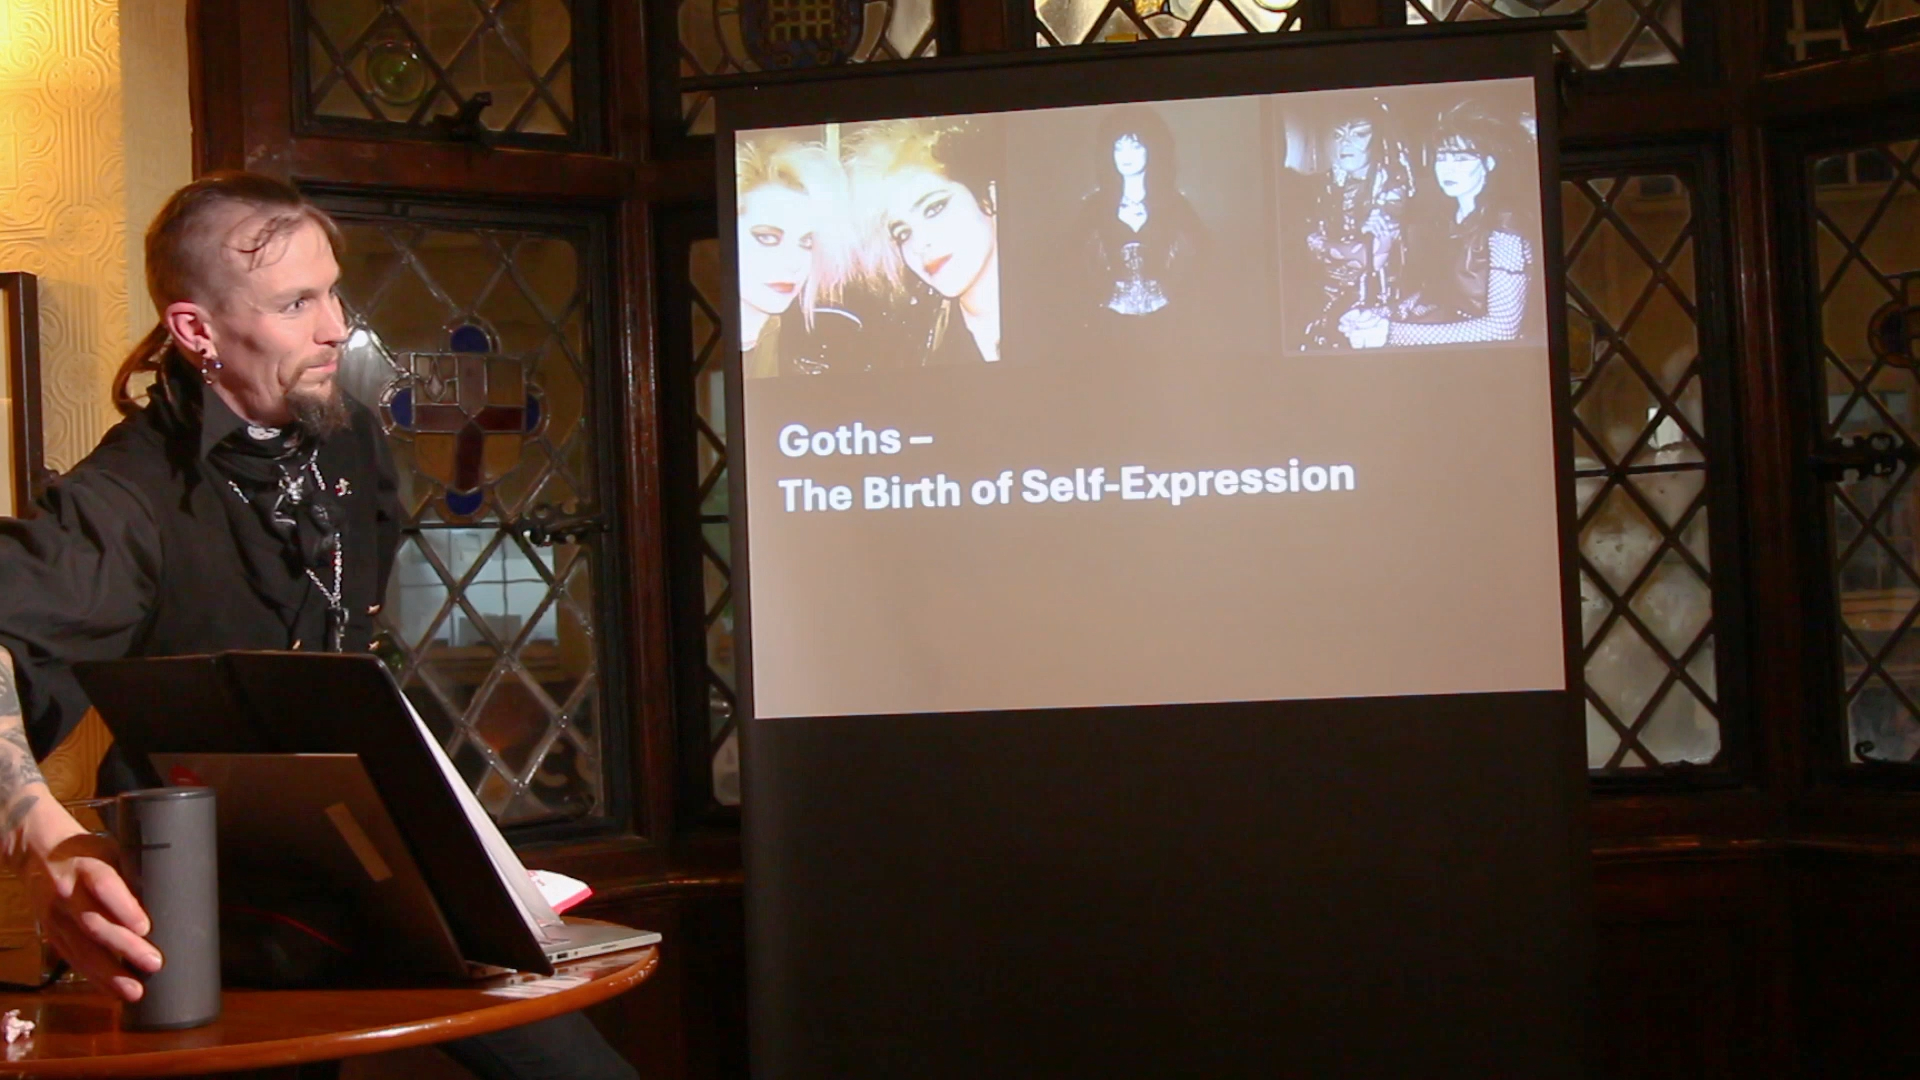 Goths –
The Birth of Self-Expression